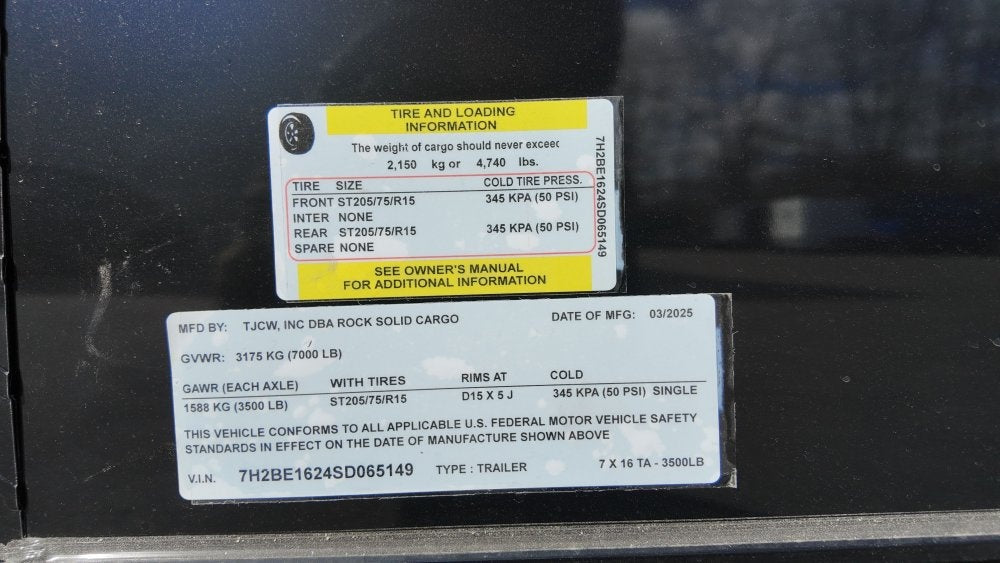 TIRE AND LOADING
INFORMATION
The weight of cargo should never exceec
2,150 kg or 4,740 lbs.
TIRE SIZE COLD TIRE PRESS.
FRONT ST205/75/R15 345 KPA (50 PSI)
INTER NONE
REAR ST205/75/R15 345 KPA (50 PSI)
SPARE NONE
SEE OWNER'S MANUAL
FOR ADDITIONAL INFORMATION
7H2BE1624SD065149
MFD BY: TJCW, INC DBA ROCK SOLID CARGO DATE OF MFG: 03/2025
GVWR: 3175 KG (7000 LB)
GAWR (EACH AXLE) WITH TIRES RIMS AT COLD
1588 KG (3500 LB) ST205/75/R15 D15 X 5 J 345 KPA (50 PSI) SINGLE
THIS VEHICLE CONFORMS TO ALL APPLICABLE U.S. FEDERAL MOTOR VEHICLE SAFETY
STANDARDS IN EFFECT ON THE DATE OF MANUFACTURE SHOWN ABOVE
V.I.N. 7H2BE1624SD065149 TYPE : TRAILER 7 X 16 TA - 3500LB